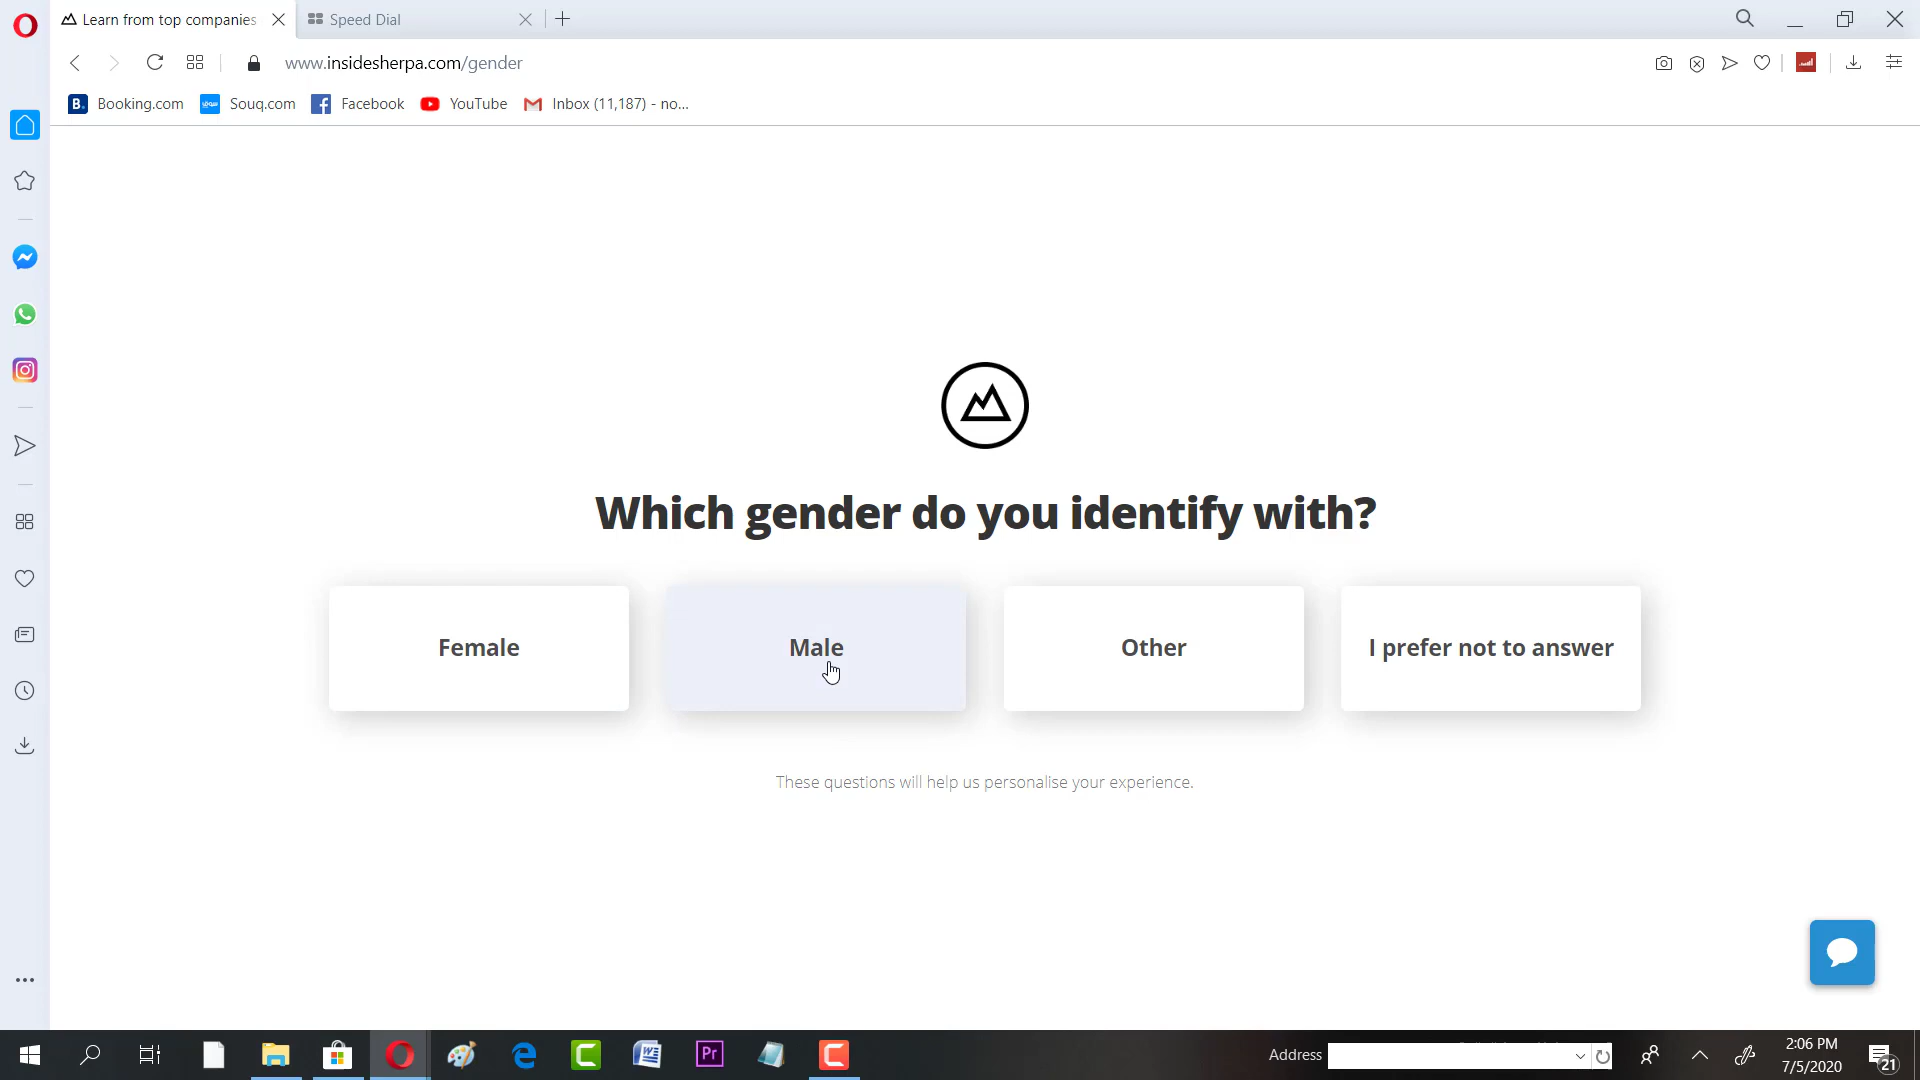 Learn from top companies
Speed Dial
www.insidesherpa.com/gender
B. Booking.com
Souq.com
Facebook
YouTube
Inbox (11,187) - no...
Which gender do you identify with?
Female
Male
Other
I prefer not to answer
These questions will help us personalise your experience.
Pr
Address
2:06 PM
7/5/2020
21